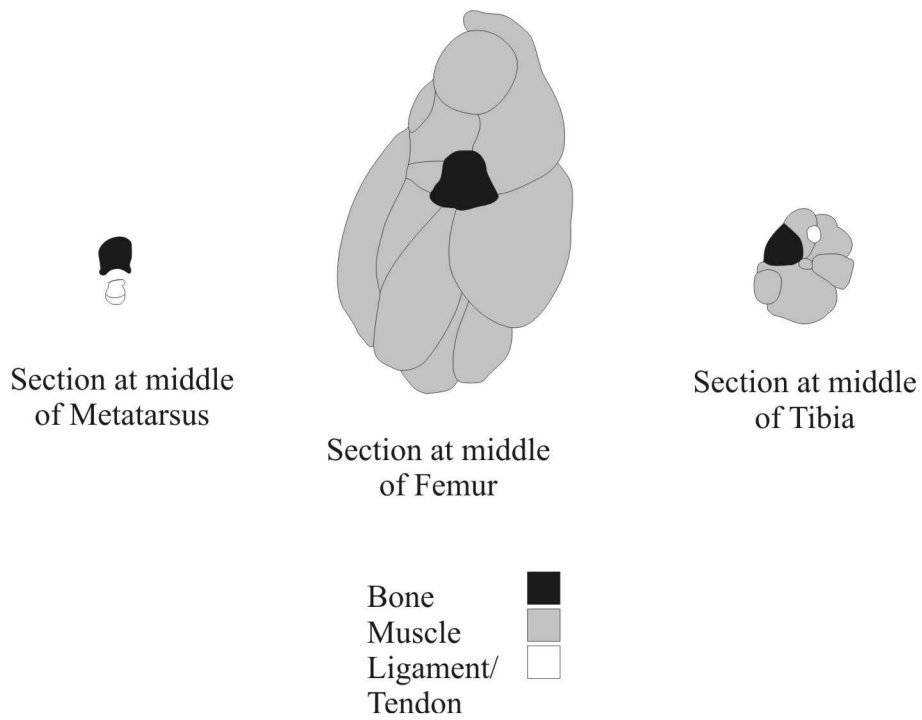 Section at middle
of Metatarsus
Section at middle
of Femur
Section at middle
of Tibia
Bone
Muscle
Ligament/
Tendon